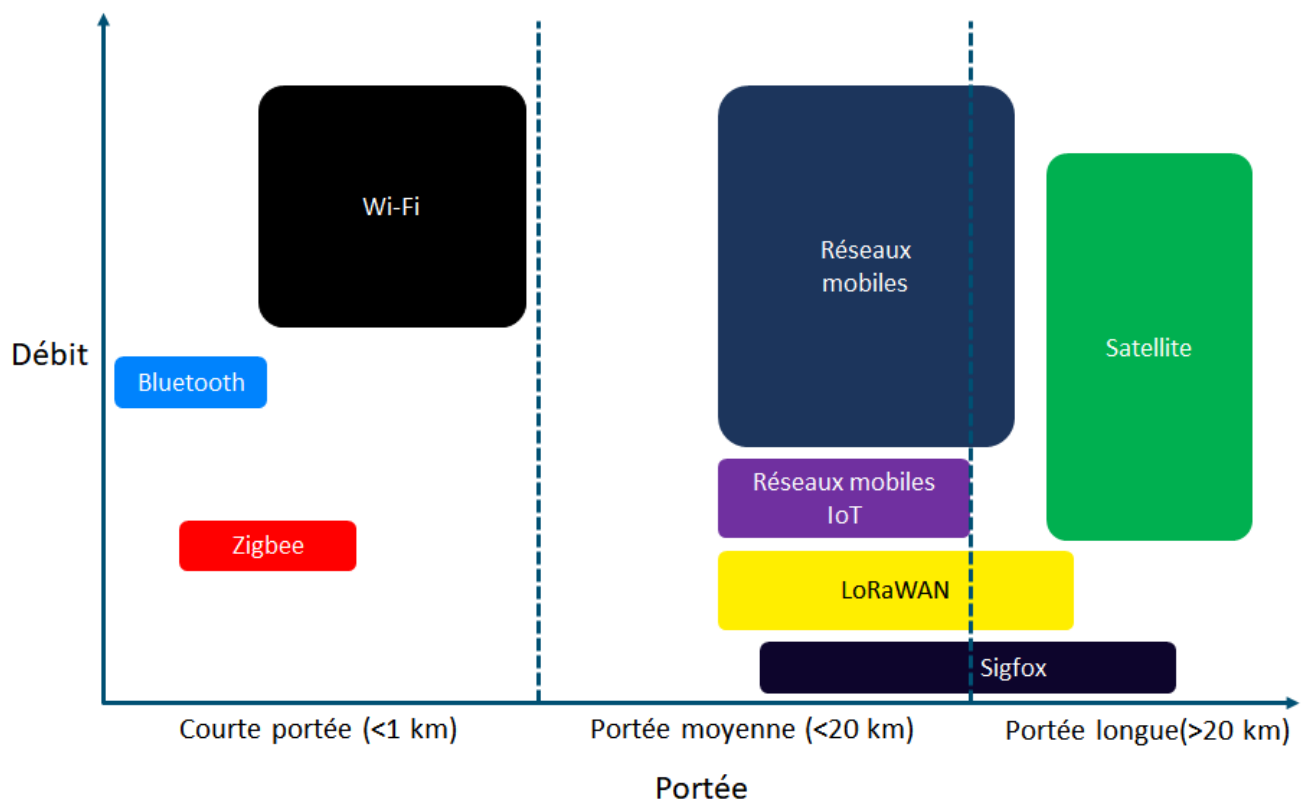 Wi-Fi
Réseaux
mobiles
Satellite
Débit
Bluetooth
Réseaux mobiles
IoT
Zigbee
LoRaWAN
Sigfox
Courte portée (<1 km)
Portée moyenne (<20 km)
Portée longue(>20 km)
Portée